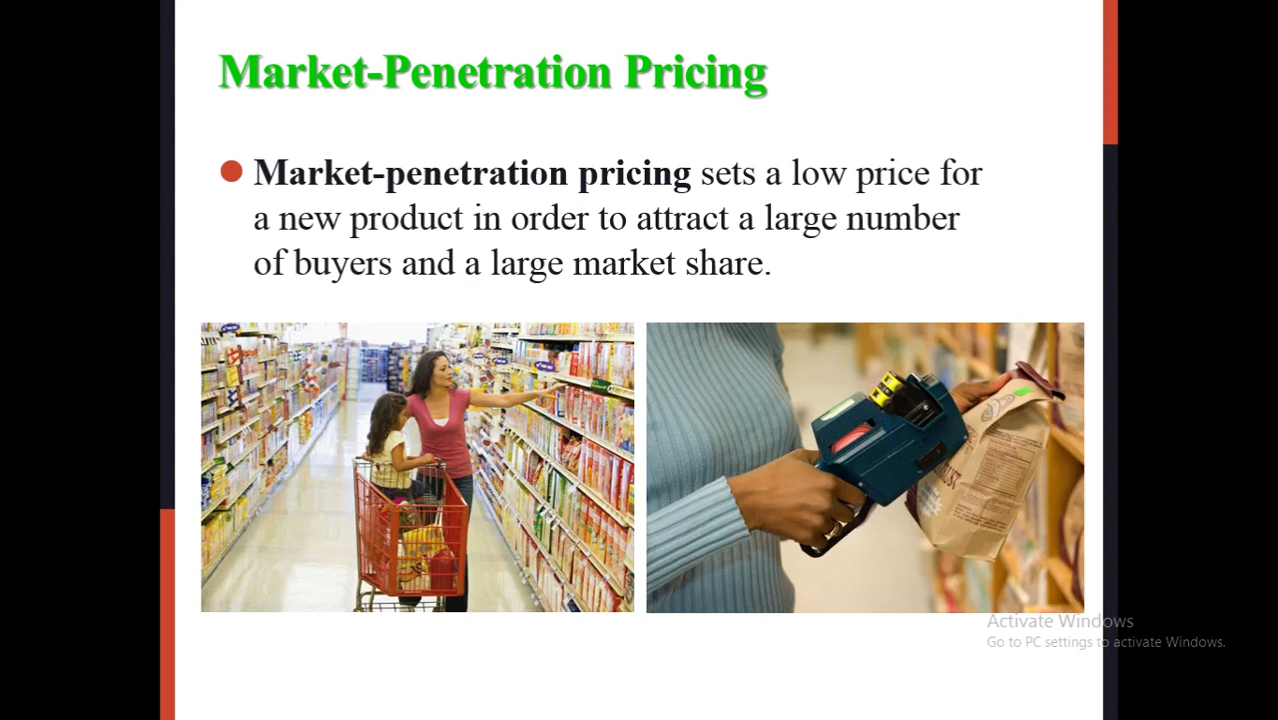 Market-Penetration Pricing
Market-penetration pricing sets a low price for
a new product in order to attract a large number
of buyers and a large market share.
Activate Windows
Go to PC settings to activate Windows.